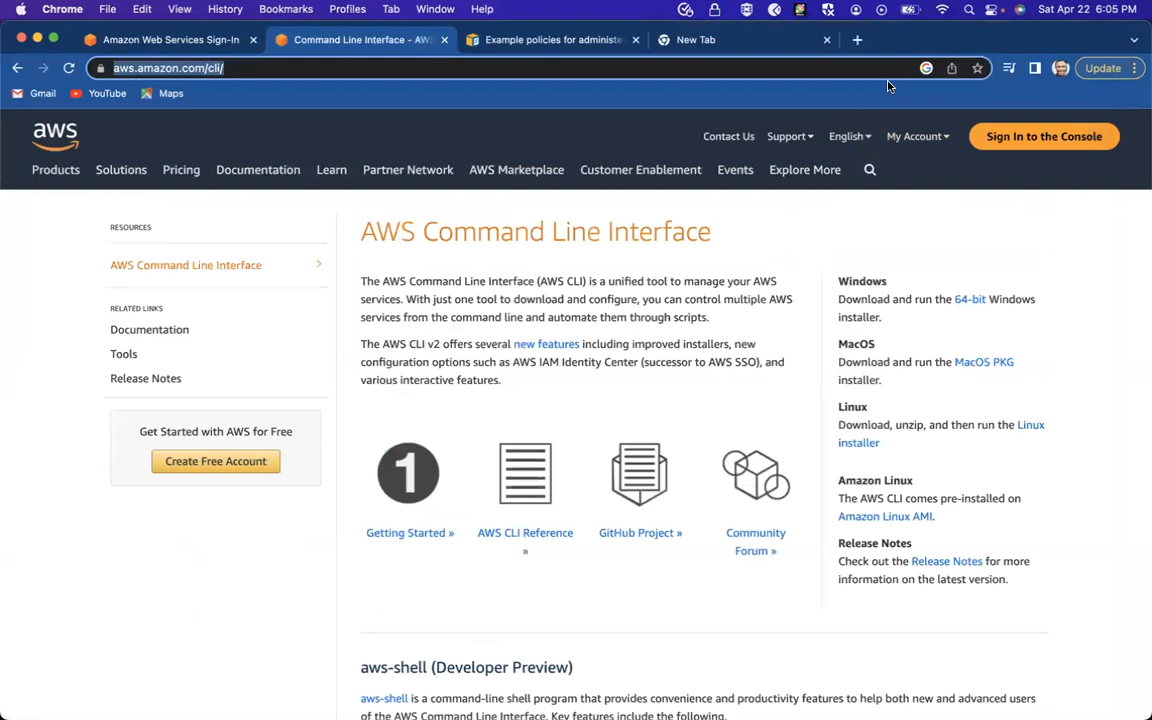 Chrome File Edit View History Bookmarks Profiles Tab Window Help Sat Apr 22 6:05 PM
Amazon Web Services Sign-In Command Line Interface - AWS Example policies for administe New Tab
aws.amazon.com/cli/ Update
Gmail YouTube Maps
aws Contact Us Support English My Account Sign In to the Console
Products Solutions Pricing Documentation Learn Partner Network AWS Marketplace Customer Enablement Events Explore More
RESOURCES
AWS Command Line Interface
RELATED LINKS
Documentation
Tools
Release Notes
Get Started with AWS for Free
Create Free Account
AWS Command Line Interface
The AWS Command Line Interface (AWS CLI) is a unified tool to manage your AWS
services. With just one tool to download and configure, you can control multiple AWS
services from the command line and automate them through scripts.
The AWS CLI v2 offers several new features including improved installers, new
configuration options such as AWS IAM Identity Center (successor to AWS SSO), and
various interactive features.
1
Getting Started »
AWS CLI Reference
»
GitHub Project »
Community
Forum »
Windows
Download and run the 64-bit Windows
installer.
MacOS
Download and run the MacOS PKG
installer.
Linux
Download, unzip, and then run the Linux
installer
Amazon Linux
The AWS CLI comes pre-installed on
Amazon Linux AMI.
Release Notes
Check out the Release Notes for more
information on the latest version.
aws-shell (Developer Preview)
aws-shell is a command-line shell program that provides convenience and productivity features to help both new and advanced users
of the AWS Command Line Interface. Key features include the following.